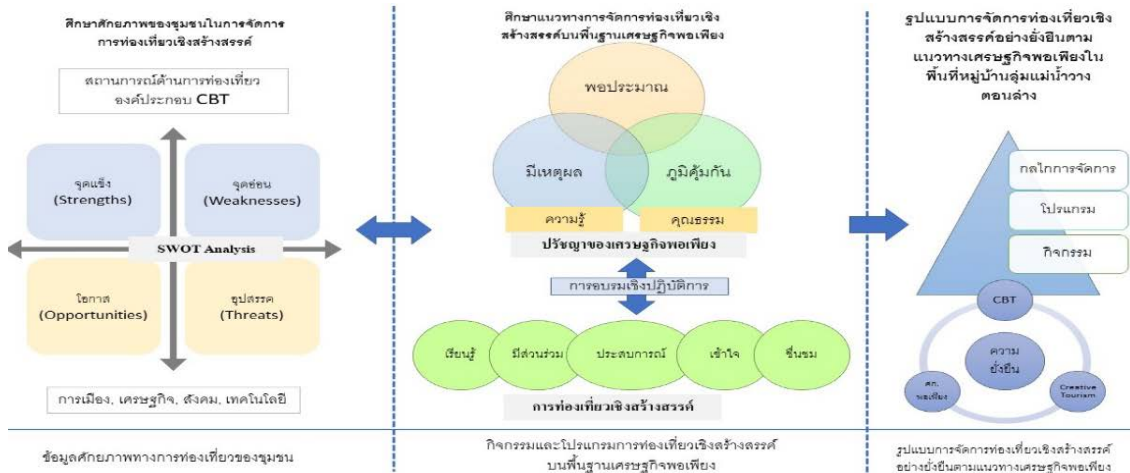 ศึกษาศักยภาพของชุมชนในการจัดการ
การท่องเที่ยวเชิงสร้างสรรค์
สถานการณ์ด้านการท่องเที่ยว
องค์ประกอบ CBT
จุดแข็ง
(Strengths)
จุดอ่อน
(Weaknesses)
SWOT Analysis
โอกาส
(Opportunities)
อุปสรรค
(Threats)
การเมือง, เศรษฐกิจ, สังคม, เทคโนโลยี
ข้อมูลศักยภาพทางการท่องเที่ยวของชุมชน
ศึกษาแนวทางการจัดการท่องเที่ยวเชิง
สร้างสรรค์บนพื้นฐานเศรษฐกิจพอเพียง
พอประมาณ
มีเหตุผล
ภูมิคุ้มกัน
ความรู้
คุณธรรม
ปรัชญาของเศรษฐกิจพอเพียง
การอบรมเชิงปฏิบัติการ
เรียนรู้
มีส่วนร่วม
ประสบการณ์
เข้าใจ
ชื่นชม
การท่องเที่ยวเชิงสร้างสรรค์
กิจกรรมและโปรแกรมการท่องเที่ยวเชิงสร้างสรรค์
บนพื้นฐานเศรษฐกิจพอเพียง
รูปแบบการจัดการท่องเที่ยวเชิง
สร้างสรรค์อย่างยั่งยืนตาม
แนวทางเศรษฐกิจพอเพียงใน
พื้นที่หมู่บ้านลุ่มแม่น้ำวาง
ตอนล่าง
กลไกการจัดการ
โปรแกรม
กิจกรรม
CBT
ความ
ยั่งยืน
ศก.
พอเพียง
Creative
Tourism
รูปแบบการจัดการท่องเที่ยวเชิงสร้างสรรค์
อย่างยั่งยืนตามแนวทางเศรษฐกิจพอเพียง